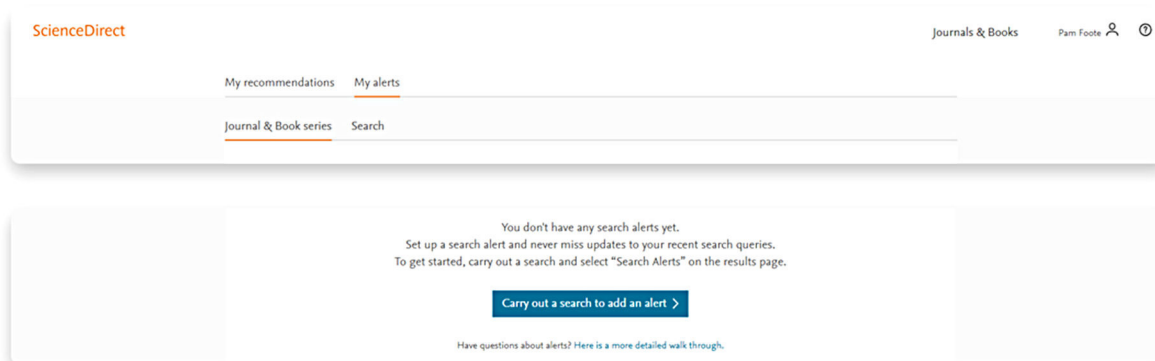 ScienceDirect
Journals & Books
Pam Foote
My recommendations My alerts
Journal & Book series Search
You don't have any search alerts yet.
Set up a search alert and never miss updates to your recent search queries.
To get started, carry out a search and select “Search Alerts” on the results page.
Carry out a search to add an alert >
Have questions about alerts? Here is a more detailed walk through.